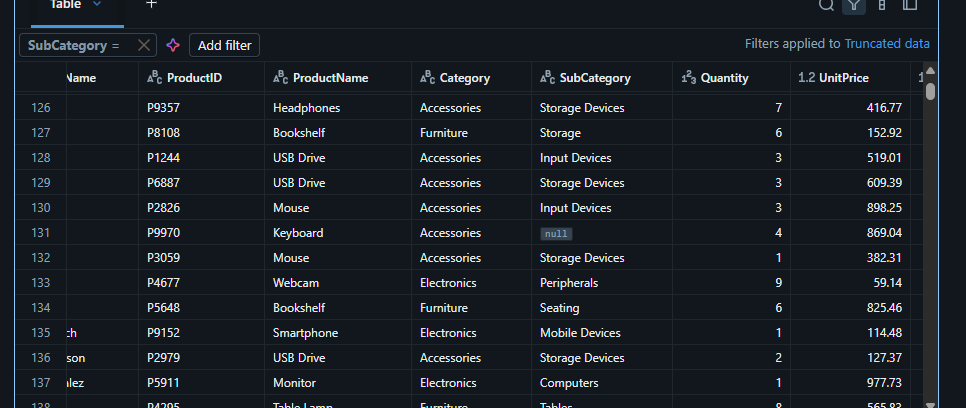 Table
SubCategory = Add filter Filters applied to Truncated data
Name ProductID ProductName Category SubCategory Quantity UnitPrice
126 P9357 Headphones Accessories Storage Devices 7 416.77
127 P8108 Bookshelf Furniture Storage 6 152.92
128 P1244 USB Drive Accessories Input Devices 3 519.01
129 P6887 USB Drive Accessories Storage Devices 3 609.39
130 P2826 Mouse Accessories Input Devices 3 898.25
131 P9970 Keyboard Accessories null 4 869.04
132 P3059 Mouse Accessories Storage Devices 1 382.31
133 P4677 Webcam Electronics Peripherals 9 59.14
134 P5648 Bookshelf Furniture Seating 6 825.46
135 ch P9152 Smartphone Electronics Mobile Devices 1 114.48
136 son P2979 USB Drive Accessories Storage Devices 2 127.37
137 lez P5911 Monitor Electronics Computers 1 977.73
138 P4295 Table Lamp Furniture Tables 8 565.83